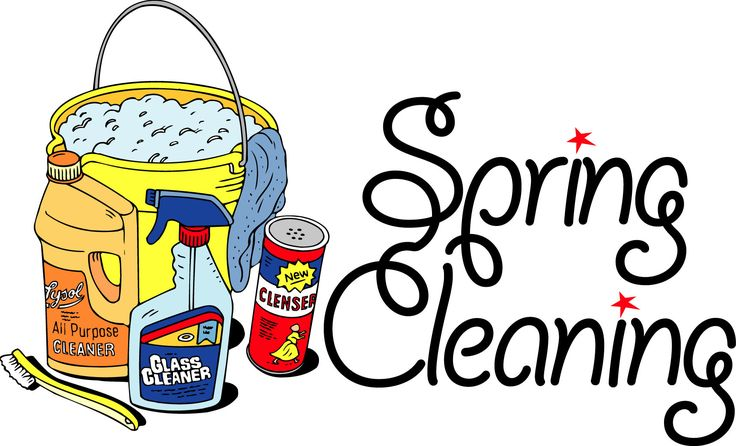 Spring
Cleaning
Lysol
All Purpose
CLEANER
GLASS
CLEANER
New
CLENSER